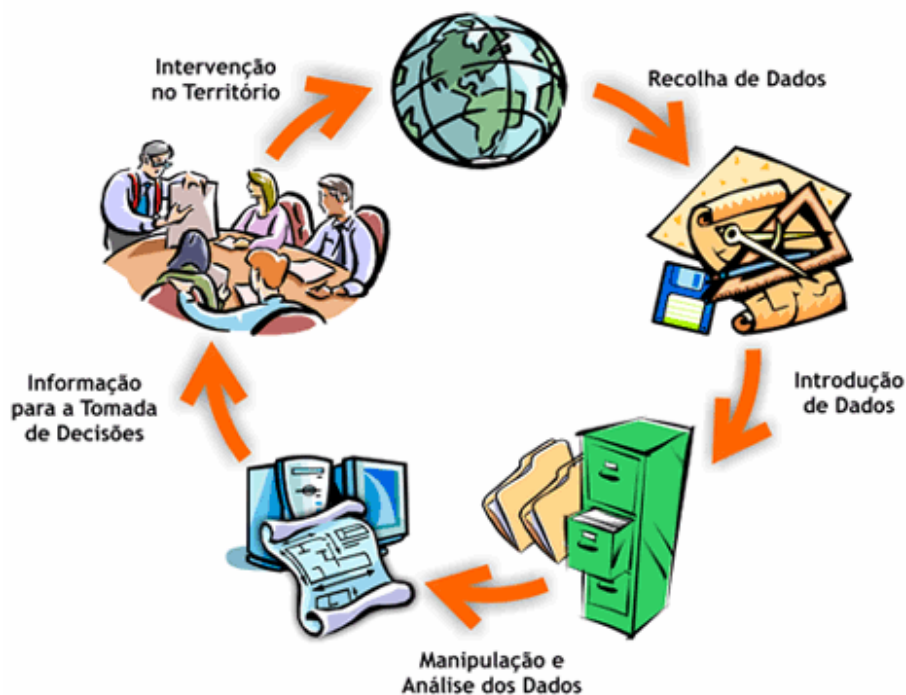 Intervenção
no Território
Recolha de Dados
Introdução
de Dados
Manipulação e
Análise dos Dados
Informação
para a Tomada
de Decisões